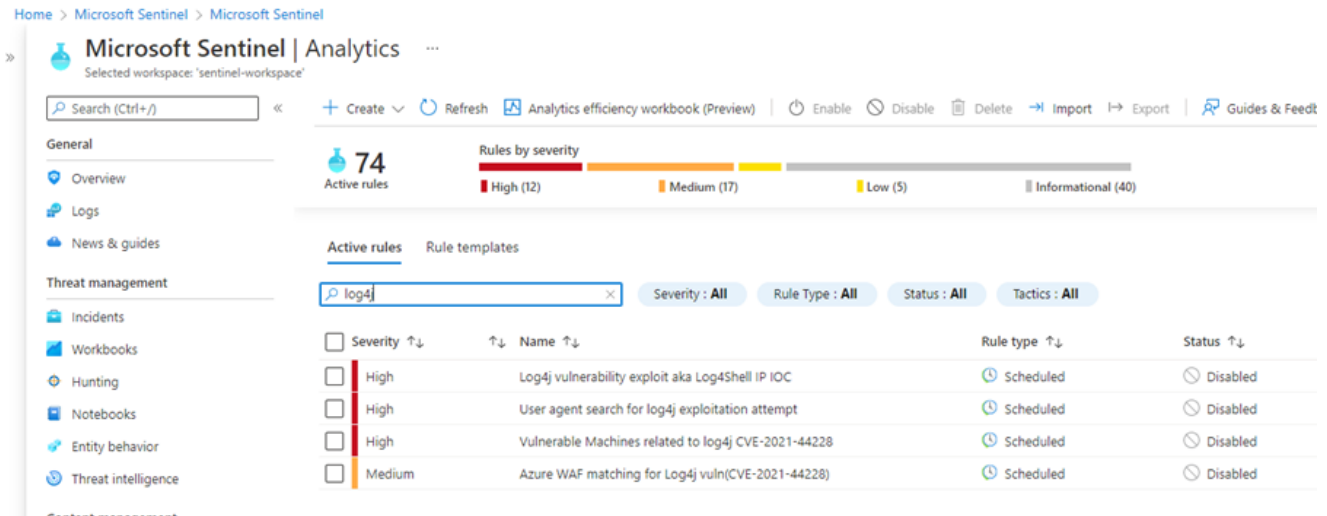 Home > Microsoft Sentinel > Microsoft Sentinel
» Microsoft Sentinel | Analytics ...
Selected workspace: 'sentinel-workspace'
Search (Ctrl+/) «
+ Create Refresh Analytics efficiency workbook (Preview) Enable Disable Delete Import Export Guides & Feedb
General
Overview
Logs
News & guides
Threat management
Incidents
Workbooks
Hunting
Notebooks
Entity behavior
Threat intelligence
Content management
74
Active rules
Rules by severity
High (12) Medium (17) Low (5) Informational (40)
Active rules Rule templates
log4j × Severity : All Rule Type : All Status : All Tactics : All
Severity ↑↓ ↑↓ Name ↑↓ Rule type ↑↓ Status ↑↓
High Log4j vulnerability exploit aka Log4Shell IP IOC Scheduled Disabled
High User agent search for log4j exploitation attempt Scheduled Disabled
High Vulnerable Machines related to log4j CVE-2021-44228 Scheduled Disabled
Medium Azure WAF matching for Log4j vuln(CVE-2021-44228) Scheduled Disabled